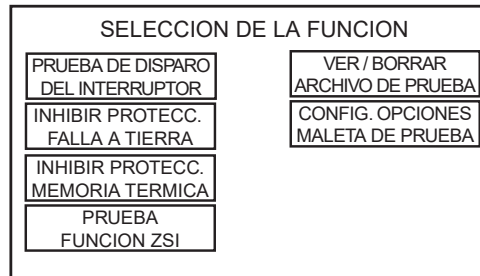 SELECCION DE LA FUNCION
PRUEBA DE DISPARO
DEL INTERRUPTOR
INHIBIR PROTECC.
FALLA A TIERRA
INHIBIR PROTECC.
MEMORIA TERMICA
PRUEBA
FUNCION ZSI
VER / BORRAR
ARCHIVO DE PRUEBA
CONFIG. OPCIONES
MALETA DE PRUEBA